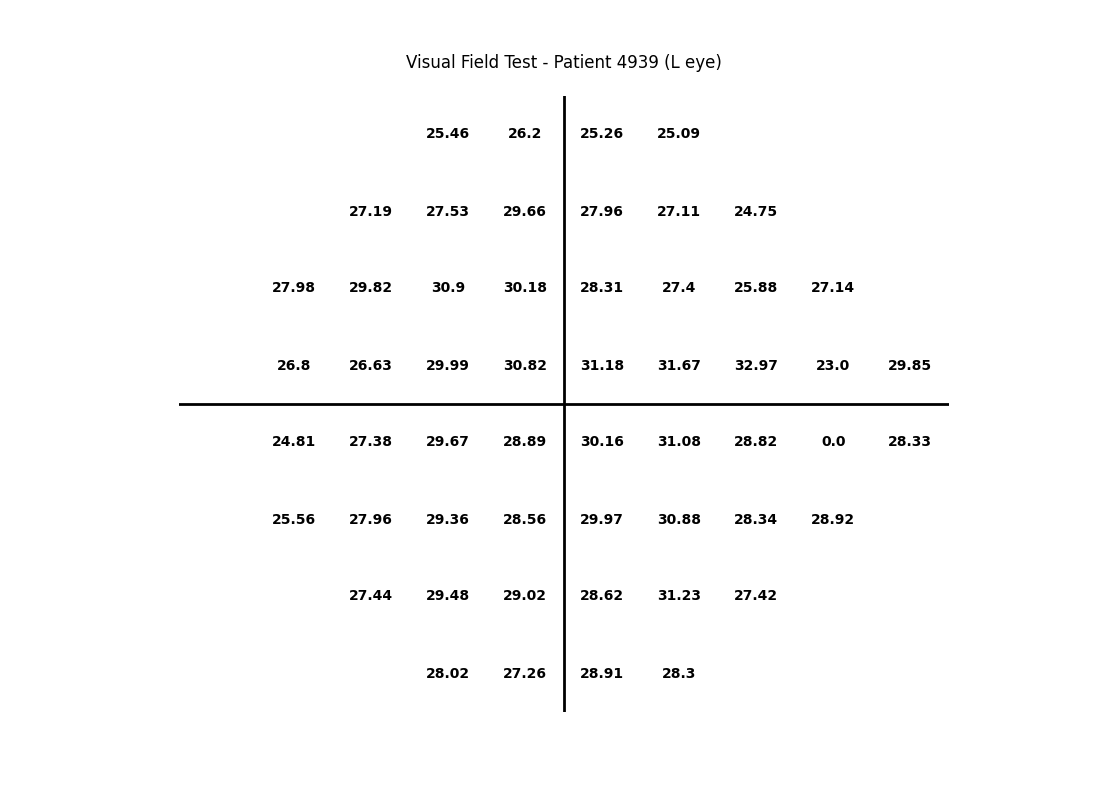 Visual Field Test - Patient 4939 (L eye)
25.46 26.2 25.26 25.09
27.19 27.53 29.66 27.96 27.11 24.75
27.98 29.82 30.9 30.18 28.31 27.4 25.88 27.14
26.8 26.63 29.99 30.82 31.18 31.67 32.97 23.0 29.85
24.81 27.38 29.67 28.89 30.16 31.08 28.82 0.0 28.33
25.56 27.96 29.36 28.56 29.97 30.88 28.34 28.92
27.44 29.48 29.02 28.62 31.23 27.42
28.02 27.26 28.91 28.3